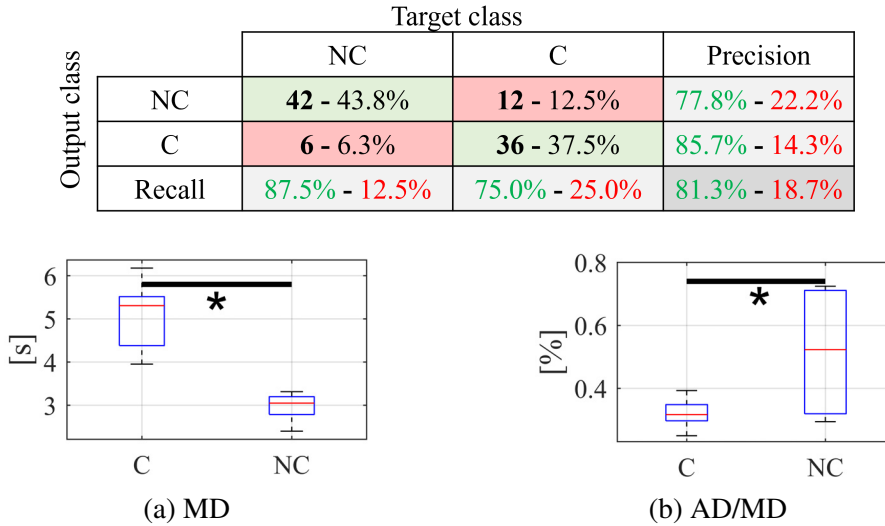 Target class
Output class
NC C Precision
NC 42 - 43.8% 12 - 12.5% 77.8% - 22.2%
C 6 - 6.3% 36 - 37.5% 85.7% - 14.3%
Recall 87.5% - 12.5% 75.0% - 25.0% 81.3% - 18.7%
[s]
6
5
4
3
*
C NC
(a) MD
[%]
0.8
0.6
0.4
*
C NC
(b) AD/MD